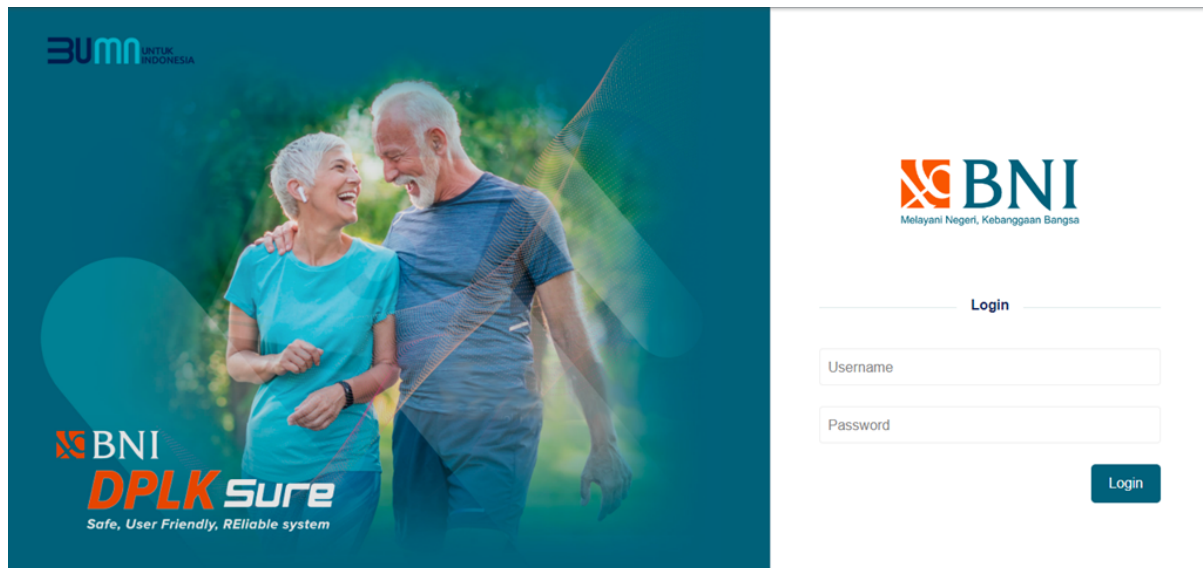 BUMN UNTUK
INDONESIA
BNI
DPLK Sure
Safe, User Friendly, REliable system
BNI
Melayani Negeri, Kebanggaan Bangsa
Login
Username
Password
Login